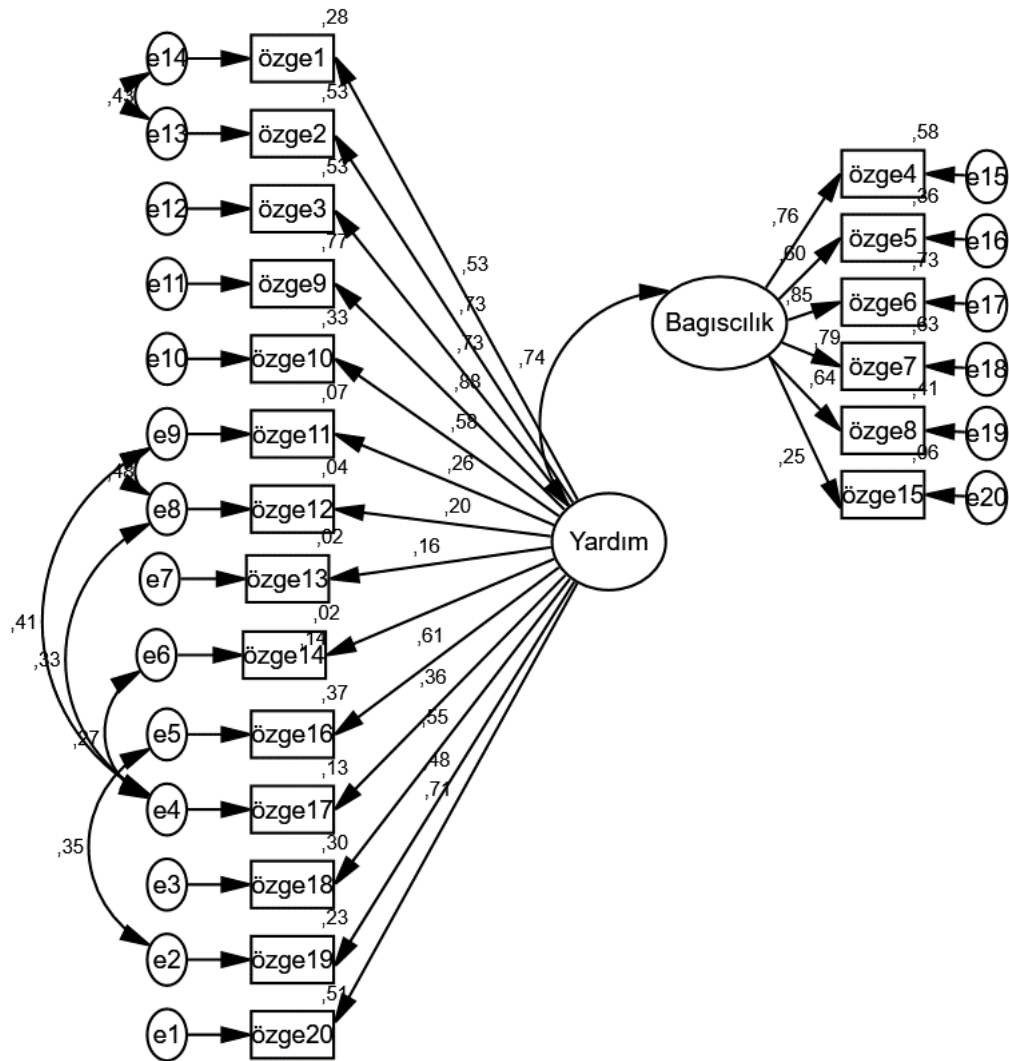 ,28
e14 özge1
,43
,53
e13 özge2
,53
e12 özge3
,77
e11 özge9
,33
e10 özge10
,07
e9 özge11
,48
,04
e8 özge12
,02
e7 özge13
,02
e6 özge14
,37
e5 özge16
,13
e4 özge17
,30
e3 özge18
,23
e2 özge19
,51
e1 özge20
,41
,33
,27
,35
,53
,73
,73
,88
,58
,26
,20
,16
,14
,61
,36
,55
,48
,71
Yardım
,74
Bagıscılık
,76
,60
,85
,79
,64
,25
,58
özge4 e15
,36
özge5 e16
,73
özge6 e17
,63
özge7 e18
,41
özge8 e19
,06
özge15 e20